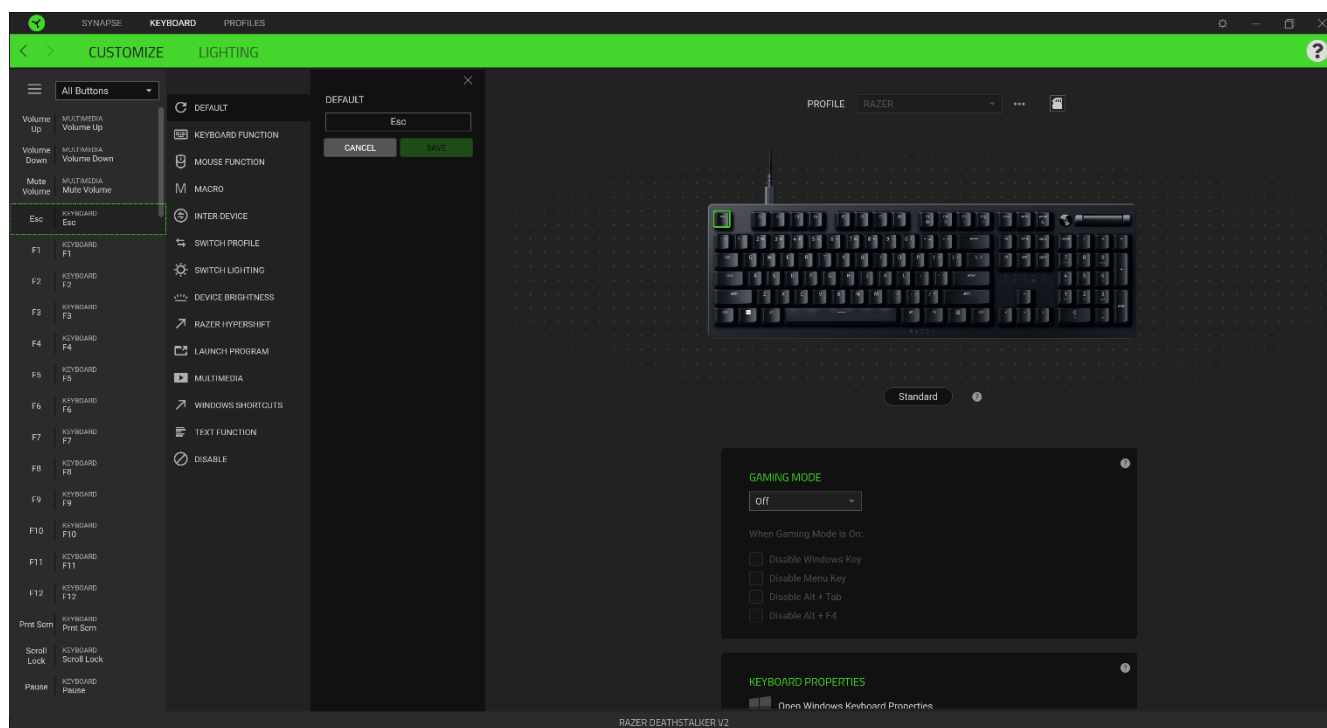 SYNAPSE KEYBOARD PROFILES
CUSTOMIZE LIGHTING
?
All Buttons
Volume Up MULTIMEDIA Volume Up
Volume Down MULTIMEDIA Volume Down
Mute Volume MULTIMEDIA Mute Volume
Esc KEYBOARD Esc
F1 KEYBOARD F1
F2 KEYBOARD F2
F3 KEYBOARD F3
F4 KEYBOARD F4
F5 KEYBOARD F5
F6 KEYBOARD F6
F7 KEYBOARD F7
F8 KEYBOARD F8
F9 KEYBOARD F9
F10 KEYBOARD F10
F11 KEYBOARD F11
F12 KEYBOARD F12
Prnt Scrn KEYBOARD Prnt Scrn
Scroll Lock KEYBOARD Scroll Lock
Pause KEYBOARD Pause
DEFAULT
KEYBOARD FUNCTION
MOUSE FUNCTION
MACRO
INTER-DEVICE
SWITCH PROFILE
SWITCH LIGHTING
DEVICE BRIGHTNESS
RAZER HYPERSHIFT
LAUNCH PROGRAM
MULTIMEDIA
WINDOWS SHORTCUTS
TEXT FUNCTION
DISABLE
DEFAULT
Esc
CANCEL SAVE
PROFILE RAZER
Standard ?
GAMING MODE ?
Off
When Gaming Mode is On:
Disable Windows Key
Disable Menu Key
Disable Alt + Tab
Disable Alt + F4
KEYBOARD PROPERTIES ?
Open Windows Keyboard Properties
RAZER DEATHSTALKER V2